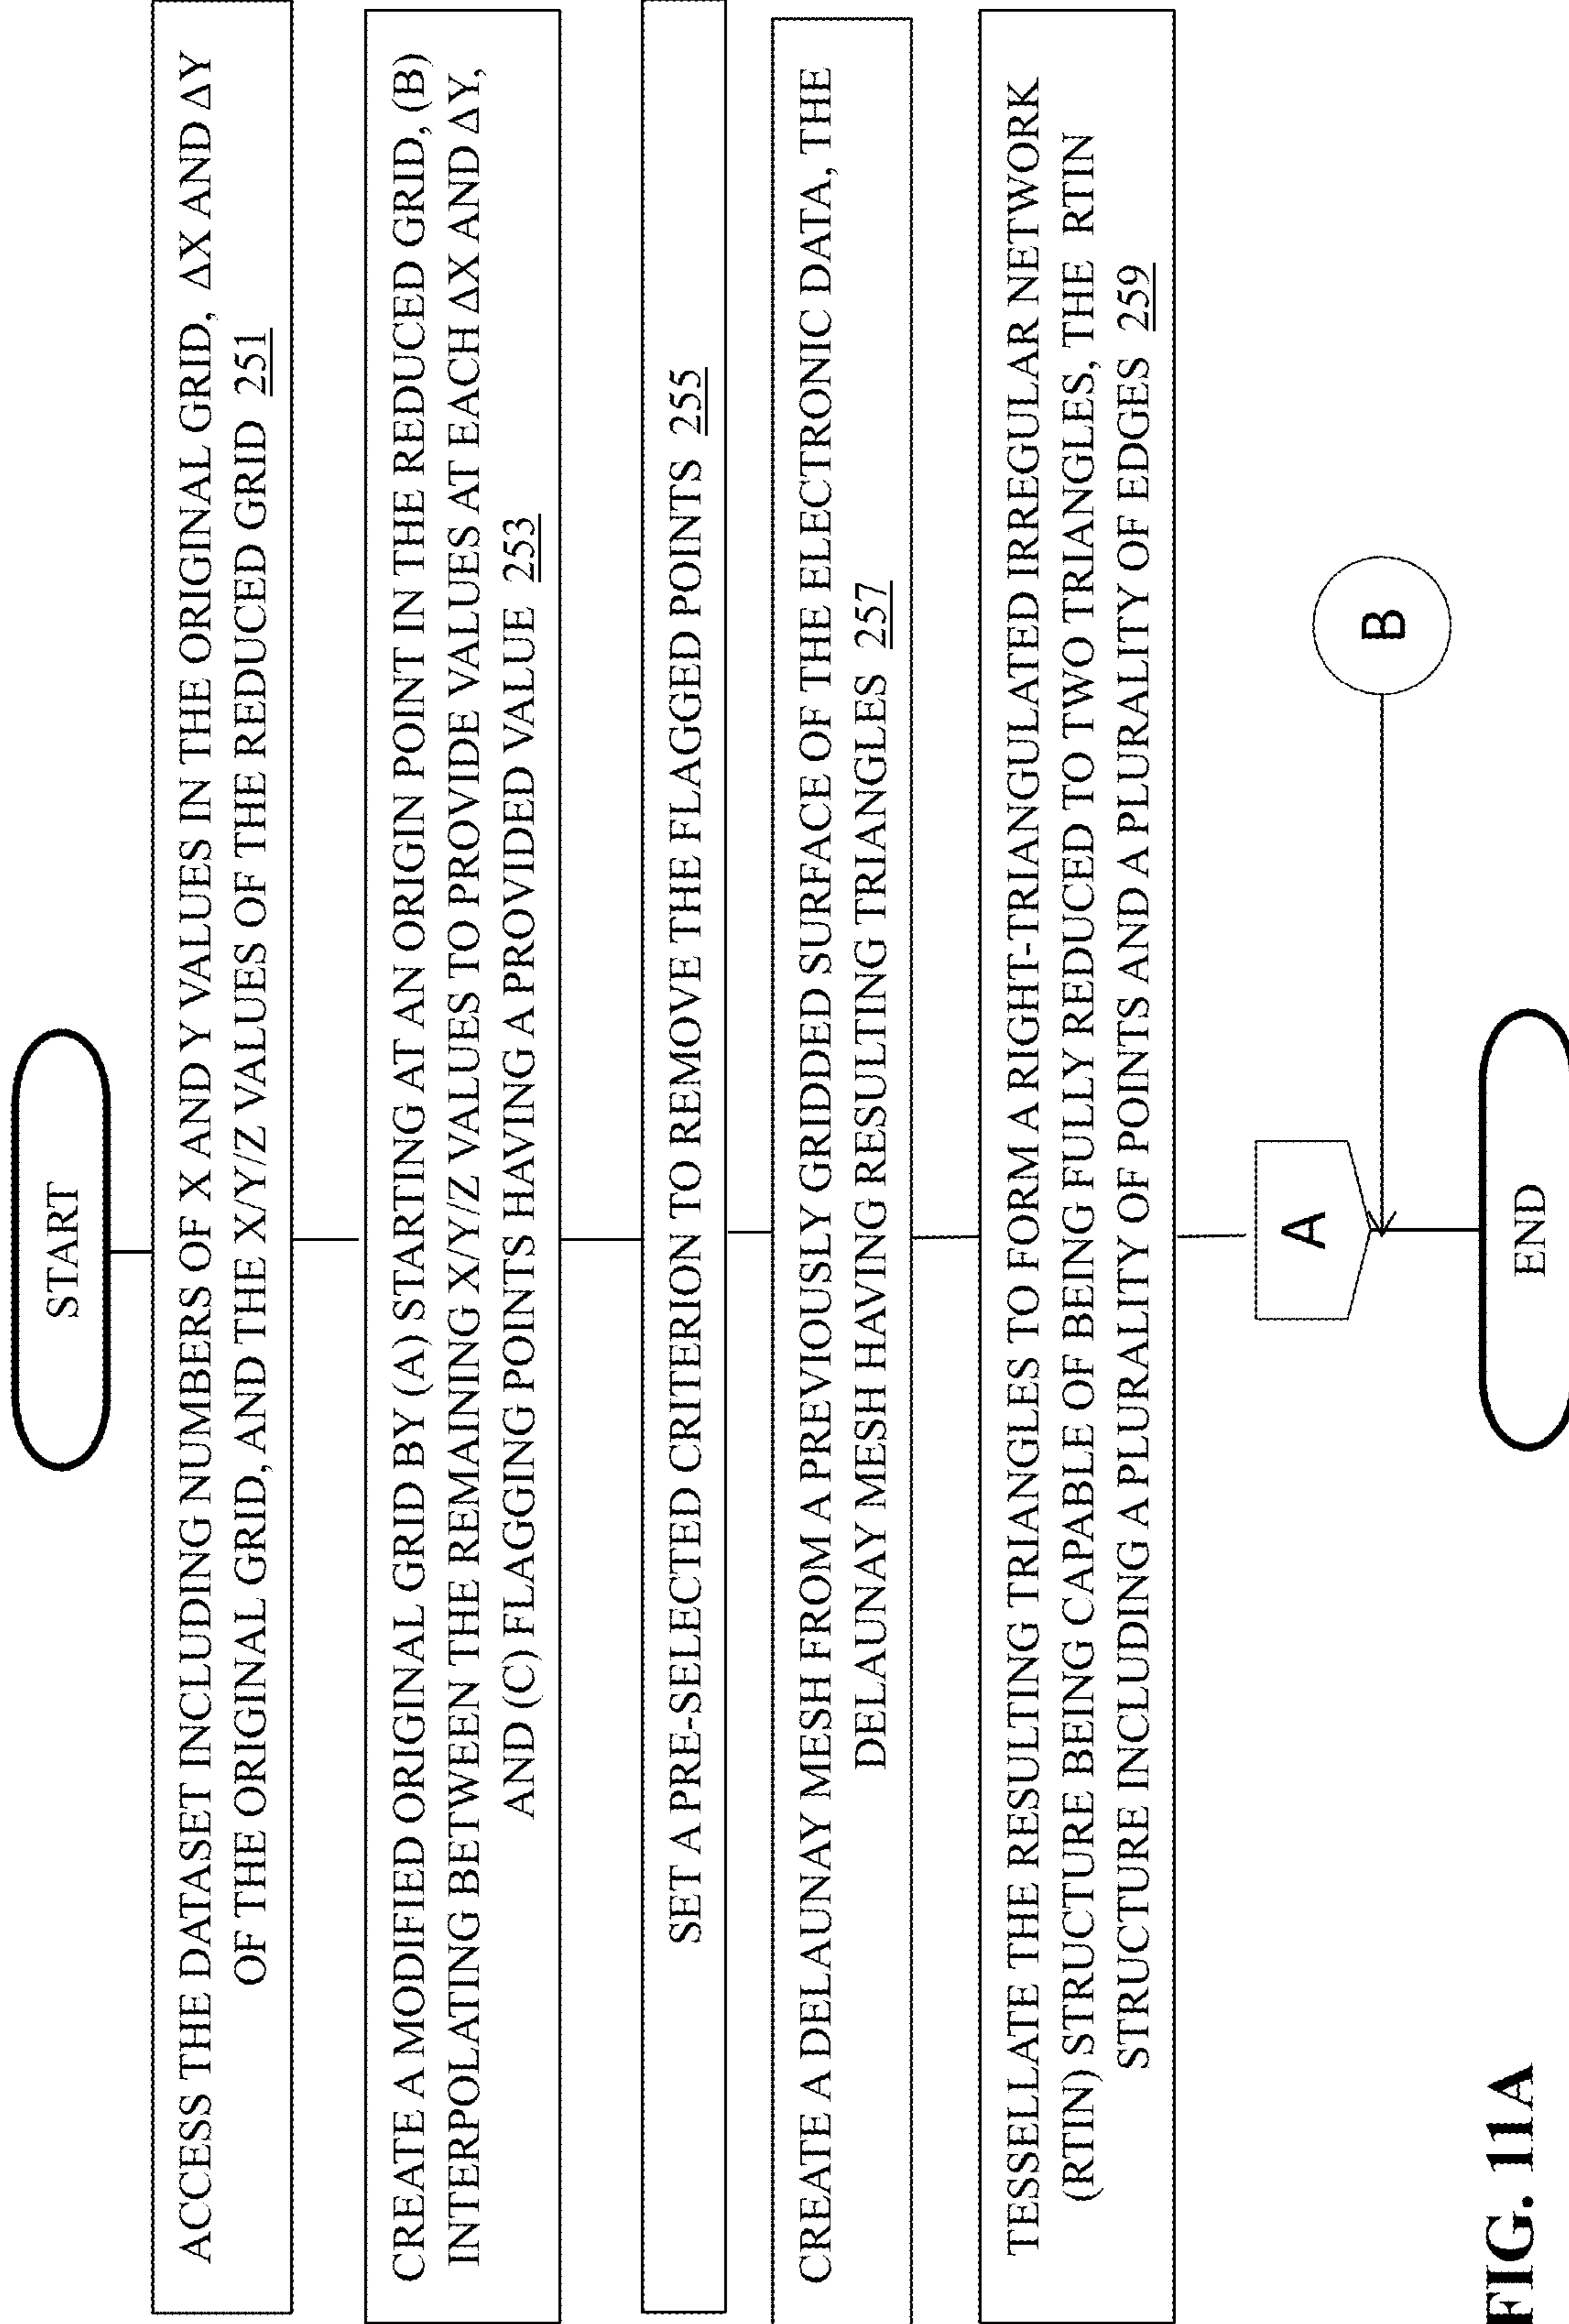 START
ACCESS THE DATASET INCLUDING NUMBERS OF X AND Y VALUES IN THE ORIGINAL GRID, ΔX AND ΔY
OF THE ORIGINAL GRID, AND THE X/Y/Z VALUES OF THE REDUCED GRID 251
CREATE A MODIFIED ORIGINAL GRID BY (A) STARTING AT AN ORIGIN POINT IN THE REDUCED GRID, (B)
INTERPOLATING BETWEEN THE REMAINING X/Y/Z VALUES TO PROVIDE VALUES AT EACH ΔX AND ΔY,
AND (C) FLAGGING POINTS HAVING A PROVIDED VALUE 253
SET A PRE-SELECTED CRITERION TO REMOVE THE FLAGGED POINTS 255
CREATE A DELAUNAY MESH FROM A PREVIOUSLY GRIDDED SURFACE OF THE ELECTRONIC DATA, THE
DELAUNAY MESH HAVING RESULTING TRIANGLES 257
TESSELLATE THE RESULTING TRIANGLES TO FORM A RIGHT-TRIANGULATED IRREGULAR NETWORK
(RTIN) STRUCTURE BEING CAPABLE OF BEING FULLY REDUCED TO TWO TRIANGLES, THE RTIN
STRUCTURE INCLUDING A PLURALITY OF POINTS AND A PLURALITY OF EDGES 259
A
B
END
FIG. 11A